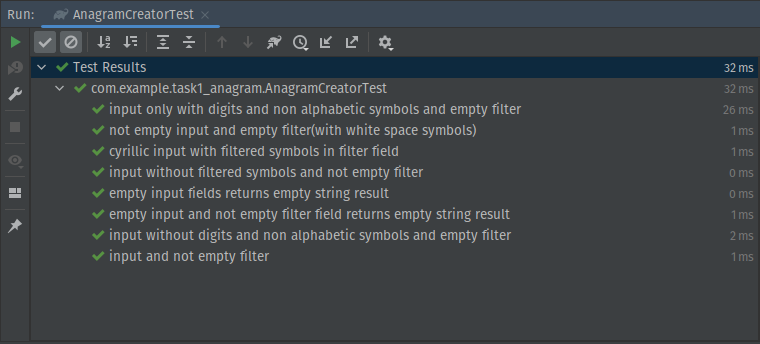 Run: AnagramCreatorTest
Test Results 32 ms
com.example.task1_anagram.AnagramCreatorTest 32 ms
input only with digits and non alphabetic symbols and empty filter 26 ms
not empty input and empty filter(with white space symbols) 1 ms
cyrillic input with filtered symbols in filter field 1 ms
input without filtered symbols and not empty filter 0 ms
empty input fields returns empty string result 0 ms
empty input and not empty filter field returns empty string result 1 ms
input without digits and non alphabetic symbols and empty filter 2 ms
input and not empty filter 1 ms